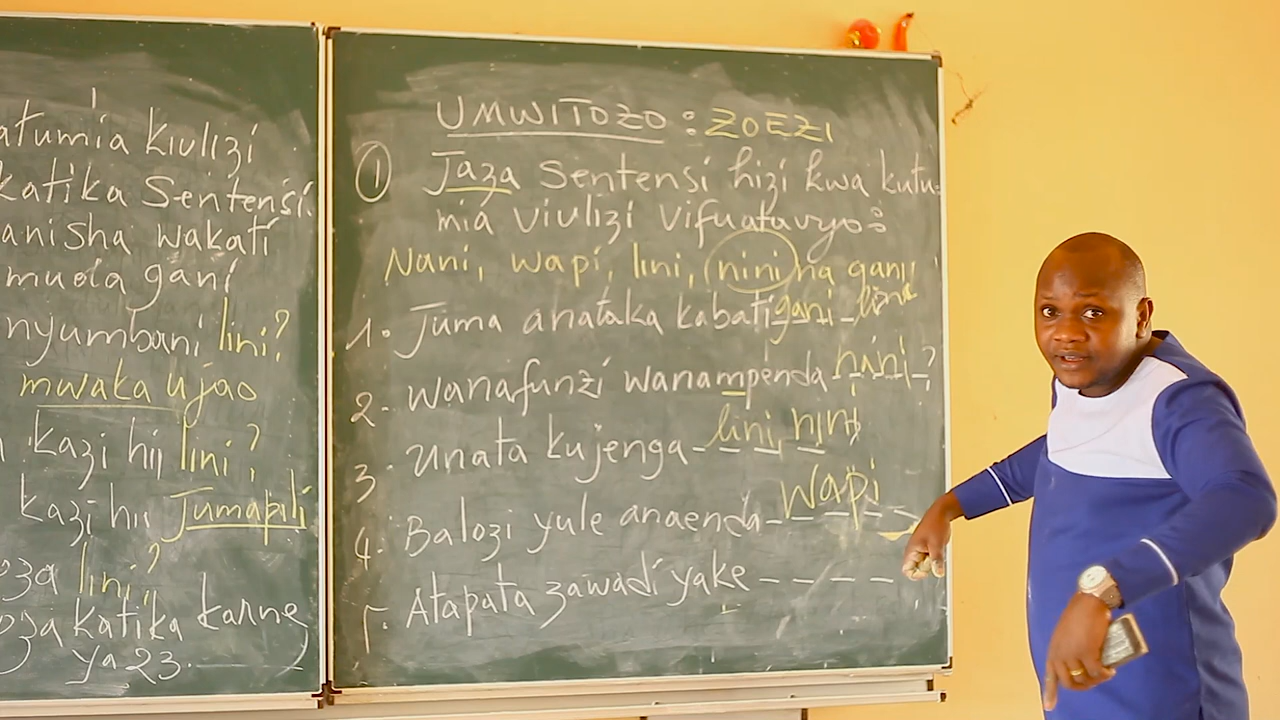 atumia kiulizi
katika Sentensi
anisha wakati
muda gani
nyumbani lini?
mwaka ujao
kazi hii lini?
kazi hii Jumapili
oza lini?
oza katika karne
ya 23
UMWITOZO : ZOEZI
1 Jaza Sentensi hizi kwa kutu-
mia viulizi vifuatavyo:
Nani, wapi, lini, nini na gani
1. Juma anataka kabati gani - lini
2. wanafunzi wanampenda nani - ?
3 unata kujenga - lini, nini
4. Balozi yule anaenda - wapi
5. Atapata zawadi yake - - - -